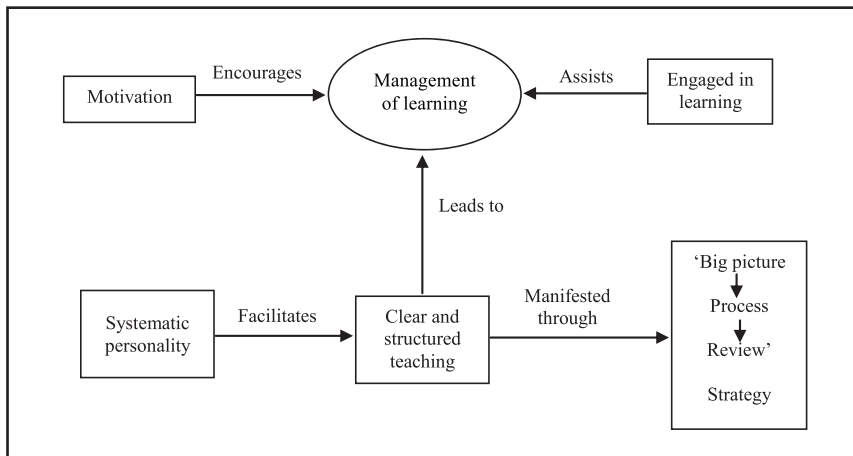 Motivation
Encourages
Management
of learning
Assists
Engaged in
learning
Leads to
Systematic
personality
Facilitates
Clear and
structured
teaching
Manifested
through
‘Big picture
Process
Review’
Strategy